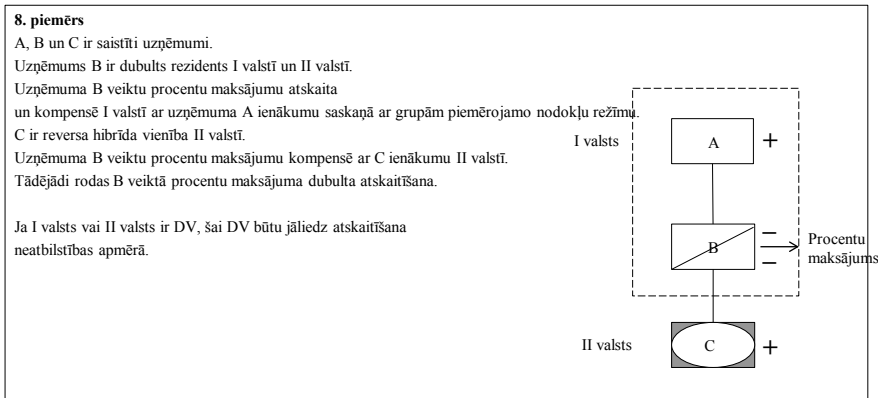 8. piemērs
A, B un C ir saistīti uzņēmumi.
Uzņēmums B ir dubults rezidents I valstī un II valstī.
Uzņēmuma B veiktu procentu maksājumu atskaita
un kompensē I valstī ar uzņēmuma A ienākumu saskaņā ar grupām piemērojamo nodokļu režīmu.
C ir reversa hibrīda vienība II valstī.
Uzņēmuma B veiktu procentu maksājumu kompensē ar C ienākumu II valstī.
Tādējādi rodas B veiktā procentu maksājuma dubulta atskaitīšana.
Ja I valsts vai II valsts ir DV, šai DV būtu jāliedz atskaitīšana
neatbilstības apmērā.
I valsts
A
+
B
–
–
Procentu
maksājums
II valsts
C
+